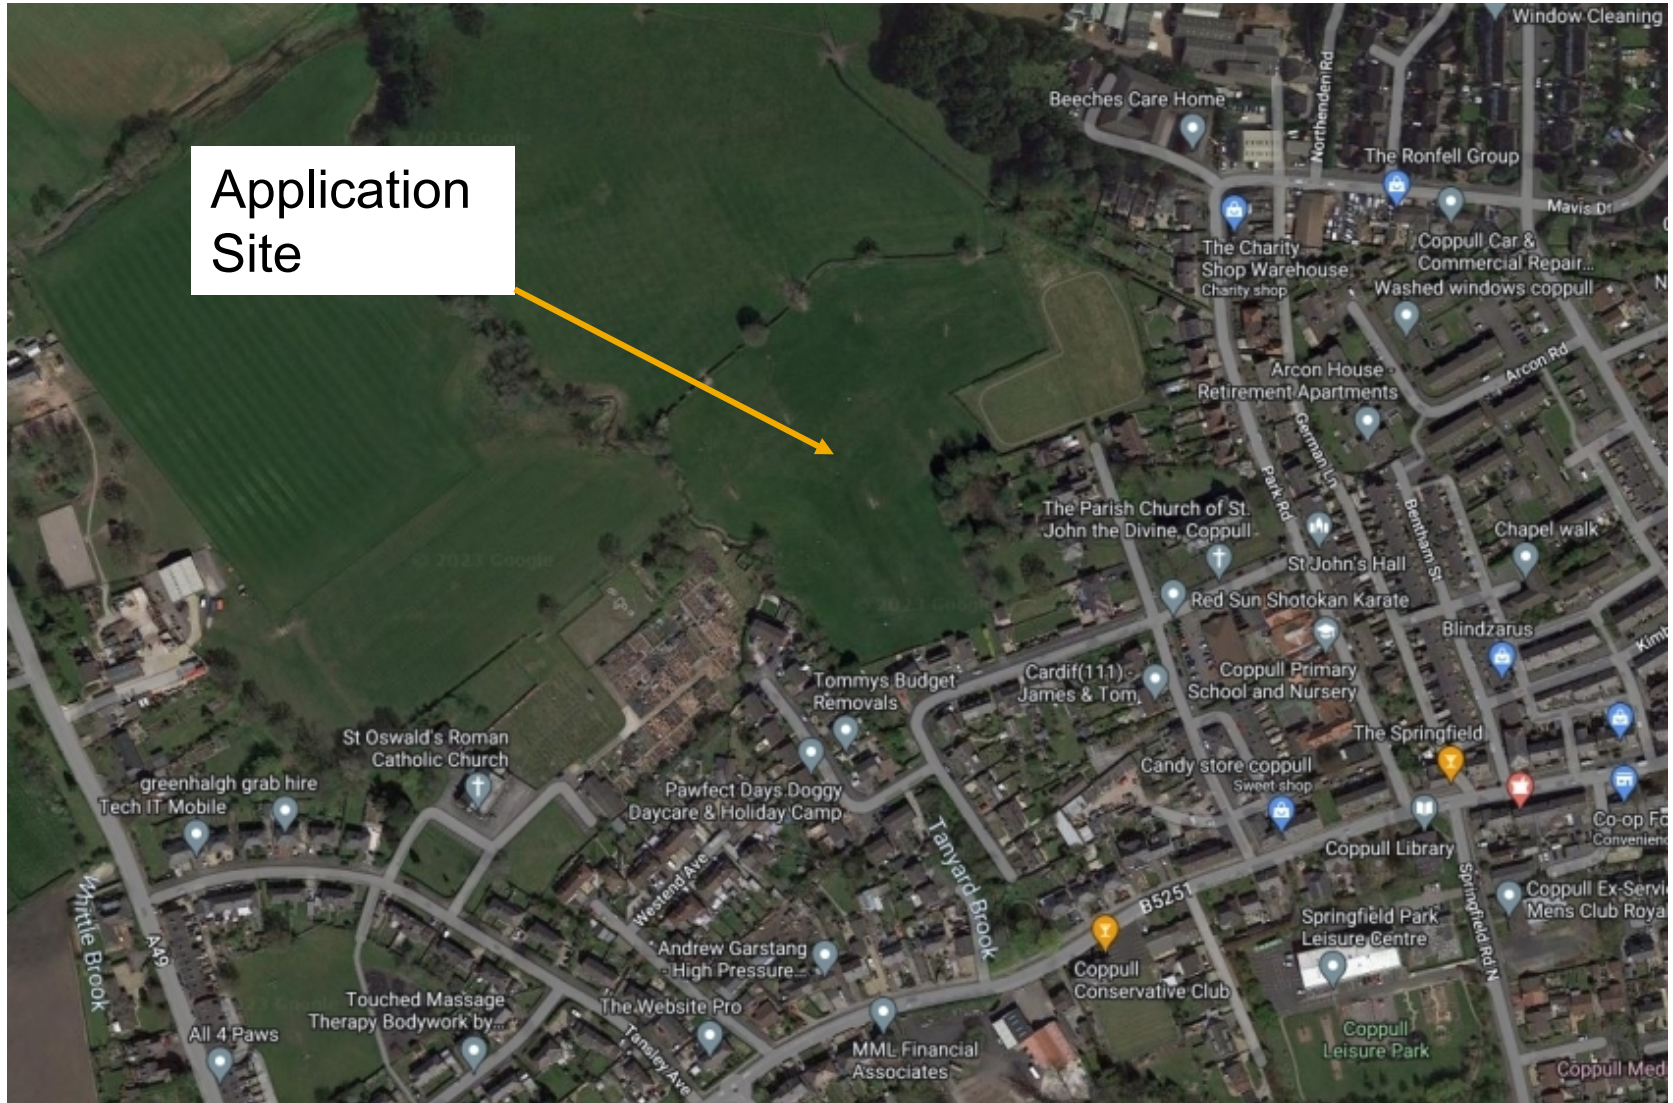 Window Cleaning
Beeches Care Home
Northenden Rd
The Ronfell Group
Application
Site
Mavis Dr
The Charity
Shop Warehouse
Charity shop
Coppull Car &
Commercial Repair...
Washed windows coppull
N
Arcon Rd
Arcon House -
Retirement Apartments
German Ln
Park Rd
The Parish Church of St.
John the Divine, Coppull
Bentham St
Chapel walk
St John's Hall
© 2023 Google
© 2023 Google
Red Sun Shotokan Karate
Blindzarus
Kimb
Cardif(111) -
James & Tom
Coppull Primary
School and Nursery
Tommys Budget
Removals
St Oswald's Roman
Catholic Church
The Springfield
greenhalgh grab hire
Tech IT Mobile
Pawfect Days Doggy
Daycare & Holiday Camp
Candy store coppull
Sweet shop
Co-op Fo
Convenienc
Tanyard Brook
Coppull Library
Westend Ave
B5251
Springfield Rd N
Whittle Brook
A49
Coppull Ex-Servic
Mens Club Royal
Springfield Park
Leisure Centre
Andrew Garstang
- High Pressure...
Coppull
Conservative Club
Touched Massage
Therapy Bodywork by...
The Website Pro
All 4 Paws
Tansley Ave
MML Financial
Associates
Coppull
Leisure Park
Coppull Med